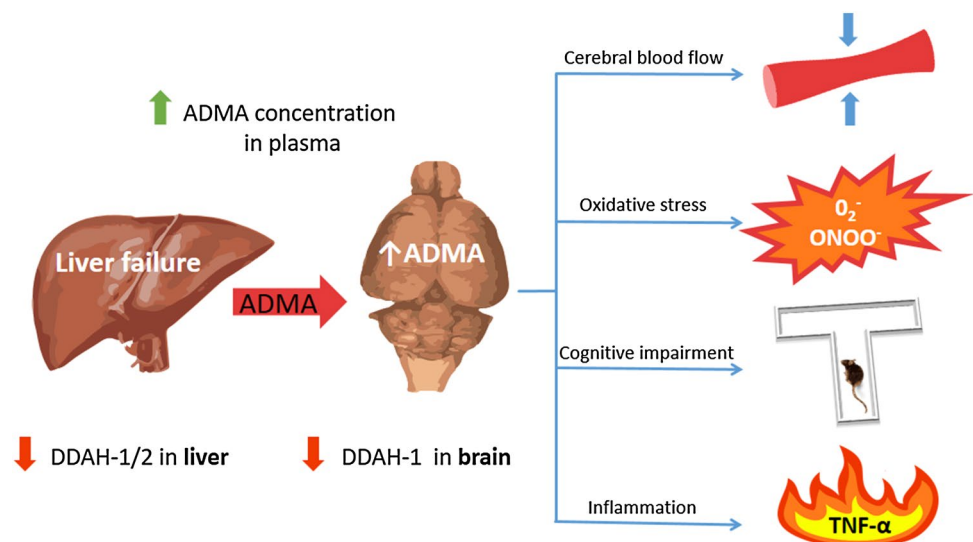 ADMA concentration
in plasma
Liver failure
ADMA
↑ADMA
DDAH-1/2 in liver
DDAH-1 in brain
Cerebral blood flow
Oxidative stress
0₂⁻
ONOO⁻
Cognitive impairment
Inflammation
TNF-α